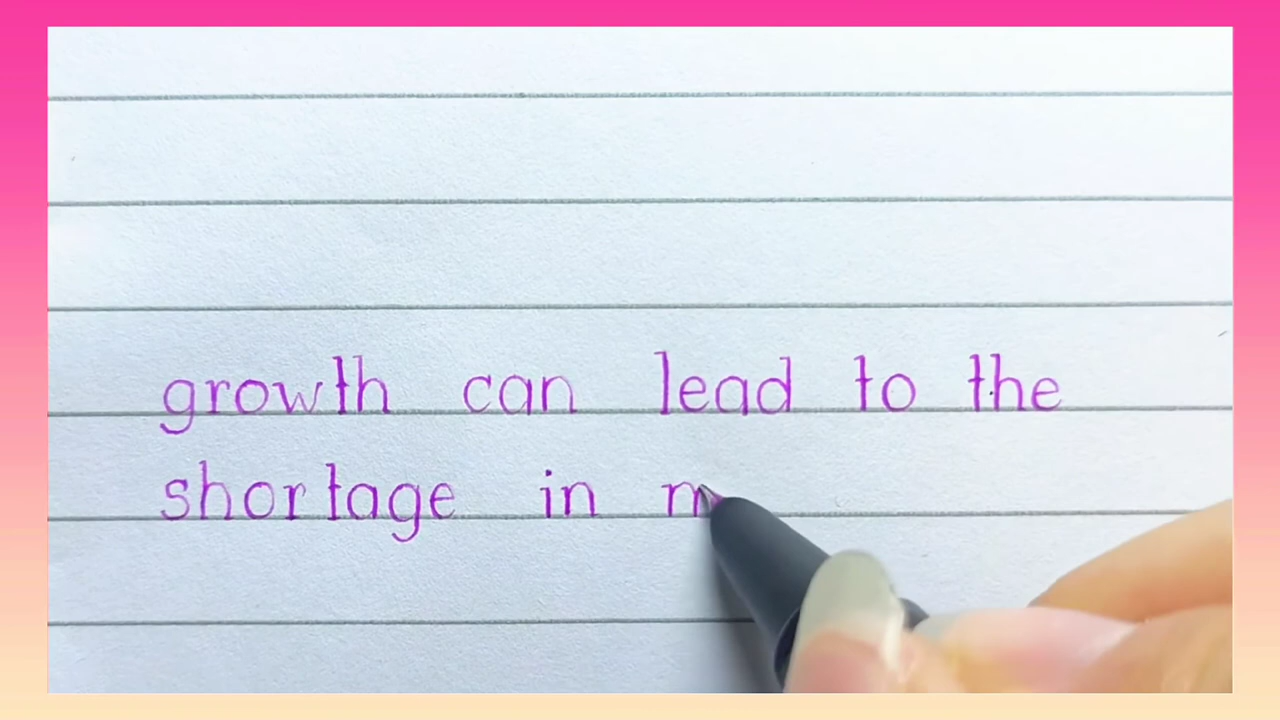 growth can lead to the
shortage in